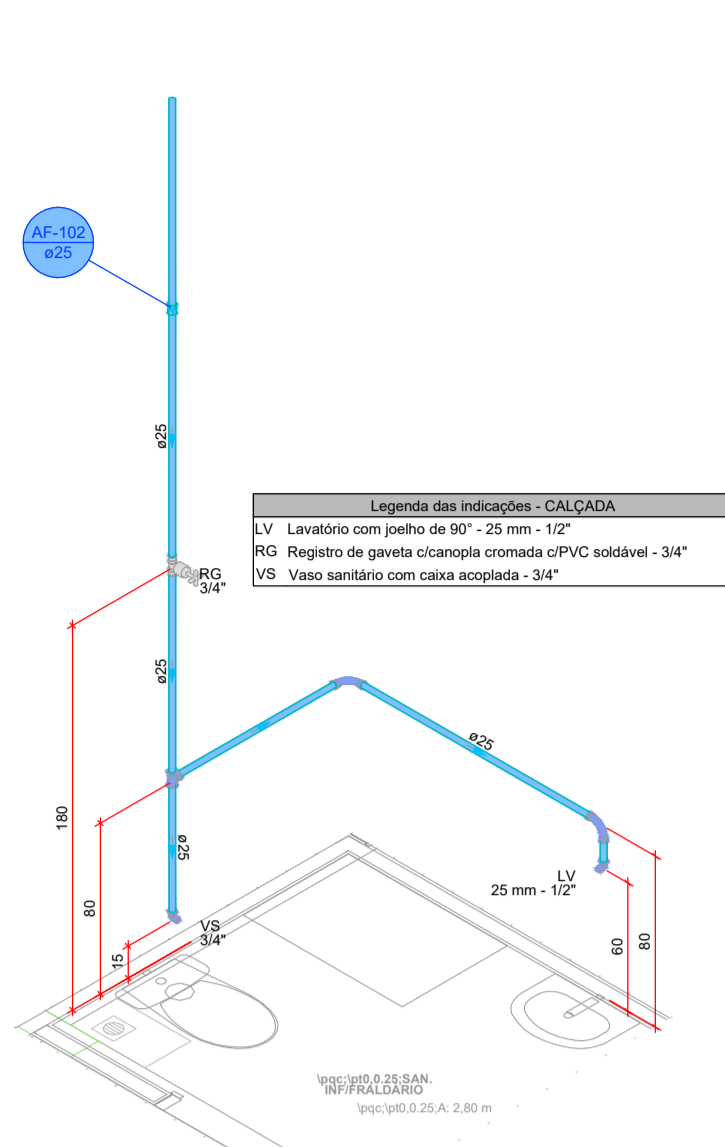 AF-102
ø25
ø25
Legenda das indicações - CALÇADA
LV Lavatório com joelho de 90° - 25 mm - 1/2"
RG Registro de gaveta c/canopla cromada c/PVC soldável - 3/4"
VS Vaso sanitário com caixa acoplada - 3/4"
RG
3/4"
ø25
ø25
180
ø25
80
LV
25 mm - 1/2"
VS
3/4"
15
60
80
\pqc;\pt0,0.25;SAN.
INF/FRALDÁRIO
\pqc;\pt0,0.25;A: 2,80 m